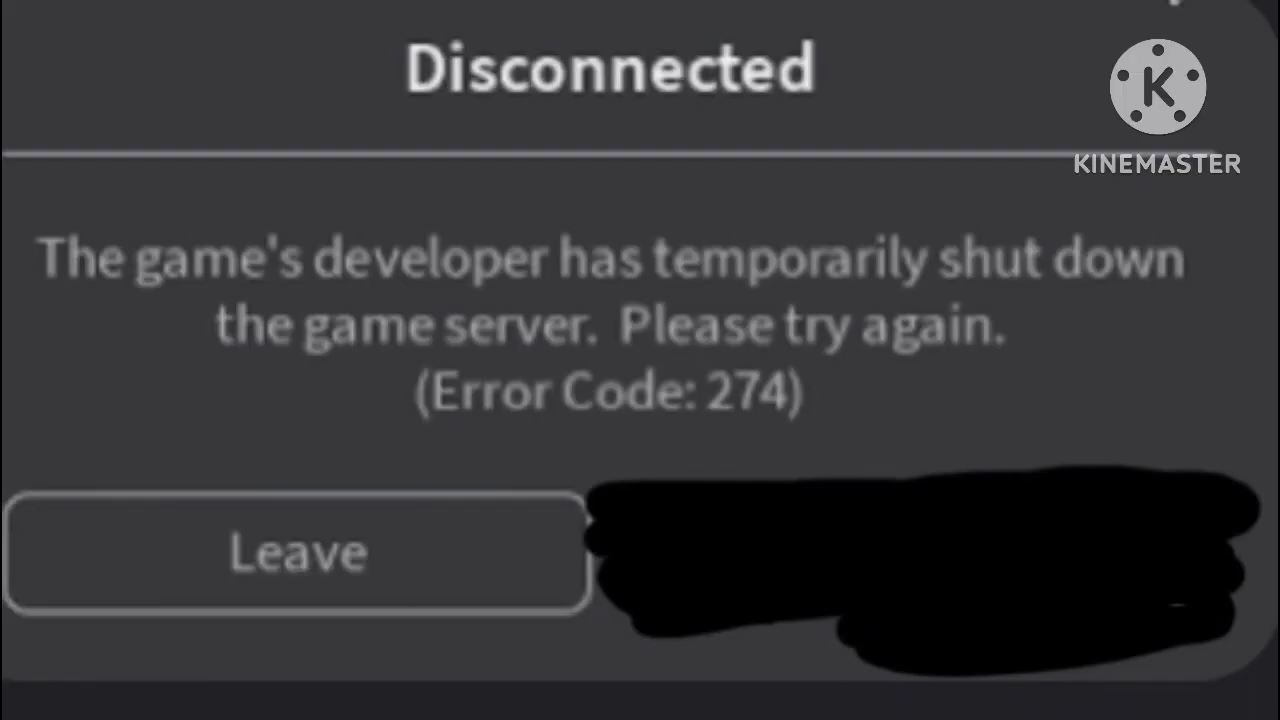 Disconnected
K
KINEMASTER
The game's developer has temporarily shut down
the game server. Please try again.
(Error Code: 274)
Leave